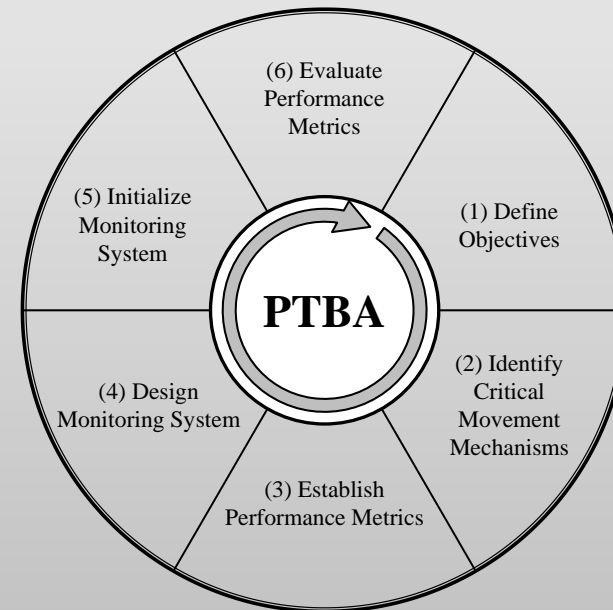 (6) Evaluate
Performance
Metrics
(1) Define
Objectives
(2) Identify
Critical
Movement
Mechanisms
(3) Establish
Performance Metrics
(4) Design
Monitoring System
(5) Initialize
Monitoring
System
PTBA